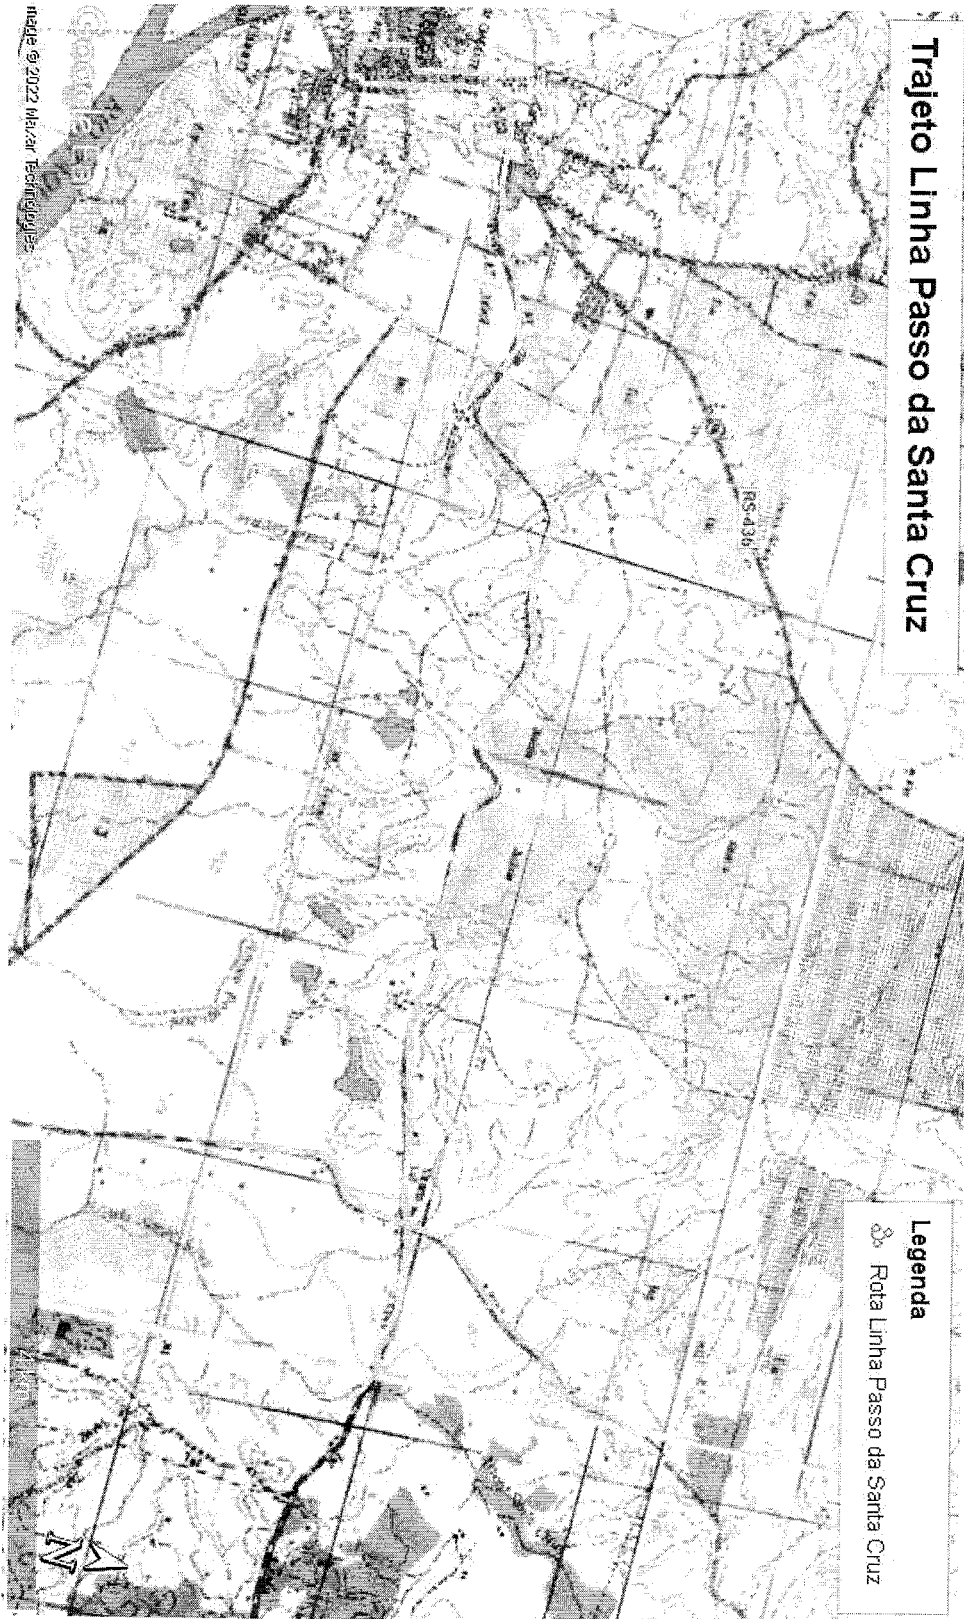 Trajeto Linha Passo da Santa Cruz
Legenda
Rota Linha Passo da Santa Cruz
RS-436
© 2022 Maxar Technologies
N